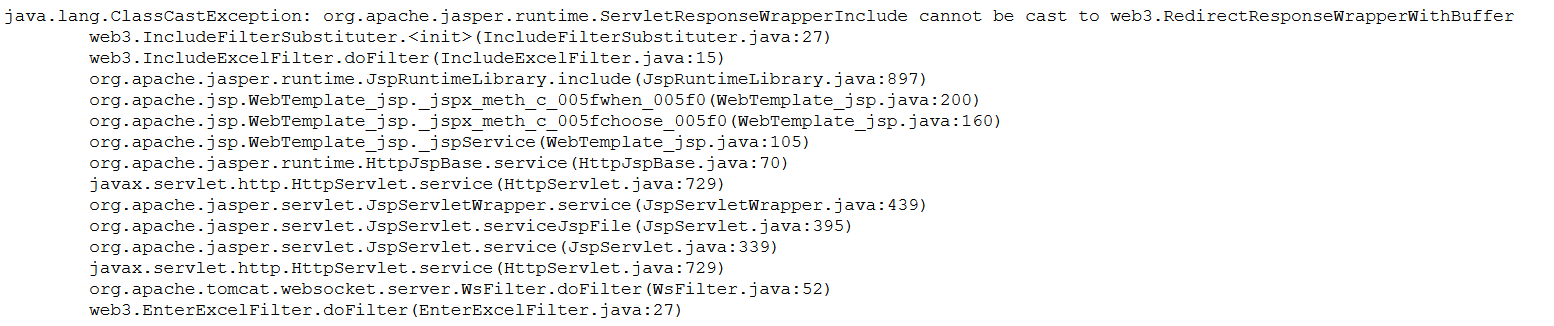 java.lang.ClassCastException: org.apache.jasper.runtime.ServletResponseWrapperInclude cannot be cast to web3.RedirectResponseWrapperWithBuffer
web3.IncludeFilterSubstituter.<init>(IncludeFilterSubstituter.java:27)
web3.IncludeExcelFilter.doFilter(IncludeExcelFilter.java:15)
org.apache.jasper.runtime.JspRuntimeLibrary.include(JspRuntimeLibrary.java:897)
org.apache.jsp.WebTemplate_jsp._jspx_meth_c_005fwhen_005f0(WebTemplate_jsp.java:200)
org.apache.jsp.WebTemplate_jsp._jspx_meth_c_005fchoose_005f0(WebTemplate_jsp.java:160)
org.apache.jsp.WebTemplate_jsp._jspService(WebTemplate_jsp.java:105)
org.apache.jasper.runtime.HttpJspBase.service(HttpJspBase.java:70)
javax.servlet.http.HttpServlet.service(HttpServlet.java:729)
org.apache.jasper.servlet.JspServletWrapper.service(JspServletWrapper.java:439)
org.apache.jasper.servlet.JspServlet.serviceJspFile(JspServlet.java:395)
org.apache.jasper.servlet.JspServlet.service(JspServlet.java:339)
javax.servlet.http.HttpServlet.service(HttpServlet.java:729)
org.apache.tomcat.websocket.server.WsFilter.doFilter(WsFilter.java:52)
web3.EnterExcelFilter.doFilter(EnterExcelFilter.java:27)